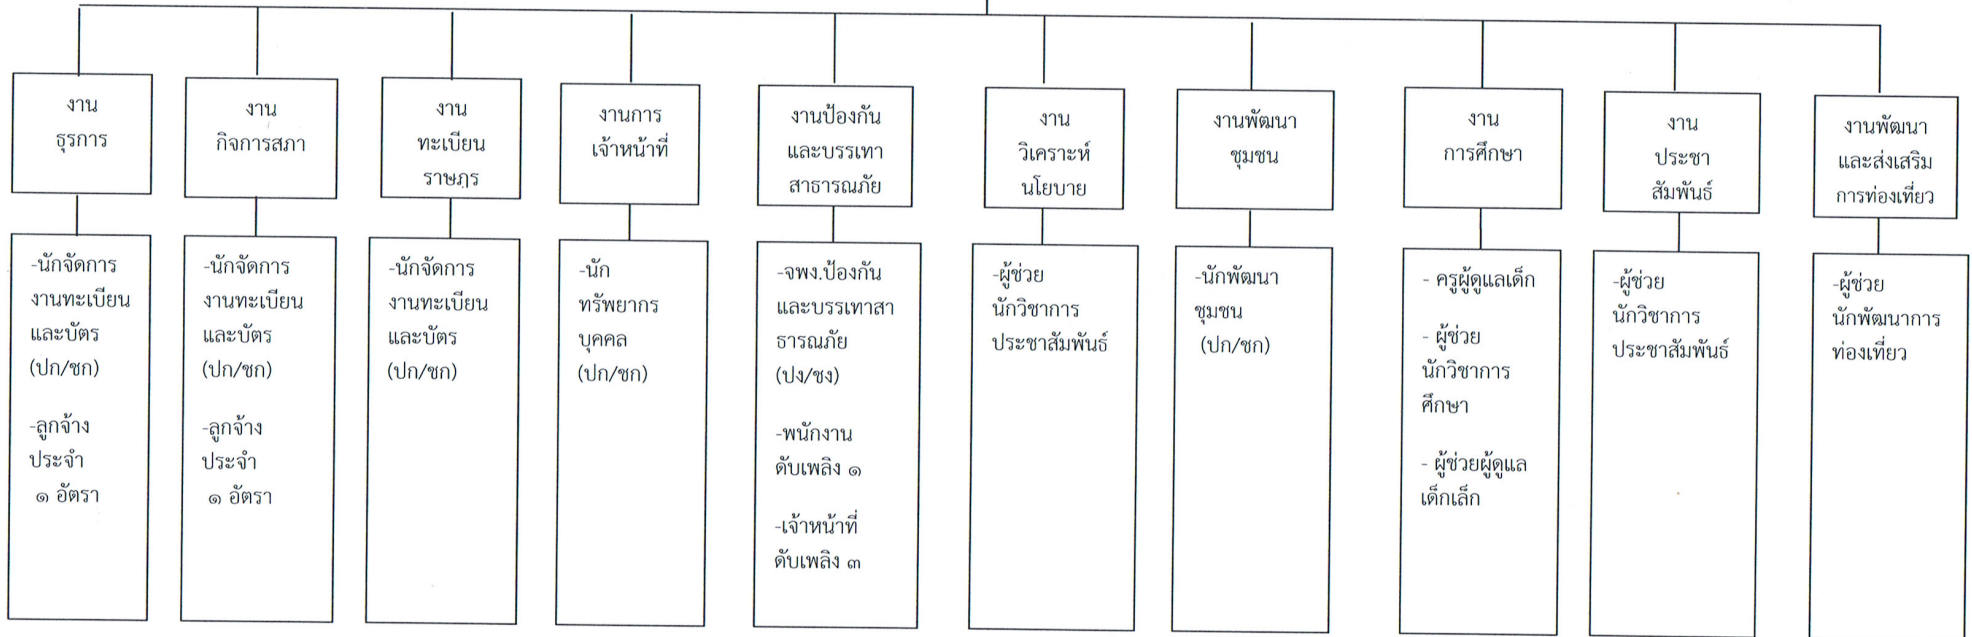 งาน
ธุรการ
งาน
กิจการสภา
งาน
ทะเบียน
ราษฎร
งานการ
เจ้าหน้าที่
งานป้องกัน
และบรรเทา
สาธารณภัย
งาน
วิเคราะห์
นโยบาย
งานพัฒนา
ชุมชน
งาน
การศึกษา
งาน
ประชา
สัมพันธ์
งานพัฒนา
และส่งเสริม
การท่องเที่ยว
-นักจัดการ
งานทะเบียน
และบัตร
(ปก/ชก)
-ลูกจ้าง
ประจำ
๑ อัตรา
-นักจัดการ
งานทะเบียน
และบัตร
(ปก/ชก)
-ลูกจ้าง
ประจำ
๑ อัตรา
-นักจัดการ
งานทะเบียน
และบัตร
(ปก/ชก)
-นัก
ทรัพยากร
บุคคล
(ปก/ชก)
-จพง.ป้องกัน
และบรรเทาสา
ธารณภัย
(ปง/ชง)
-พนักงาน
ดับเพลิง ๑
-เจ้าหน้าที่
ดับเพลิง ๓
-ผู้ช่วย
นักวิชาการ
ประชาสัมพันธ์
-นักพัฒนา
ชุมชน
(ปก/ชก)
- ครูผู้ดูแลเด็ก
- ผู้ช่วย
นักวิชาการ
ศึกษา
- ผู้ช่วยผู้ดูแล
เด็กเล็ก
-ผู้ช่วย
นักวิชาการ
ประชาสัมพันธ์
-ผู้ช่วย
นักพัฒนาการ
ท่องเที่ยว